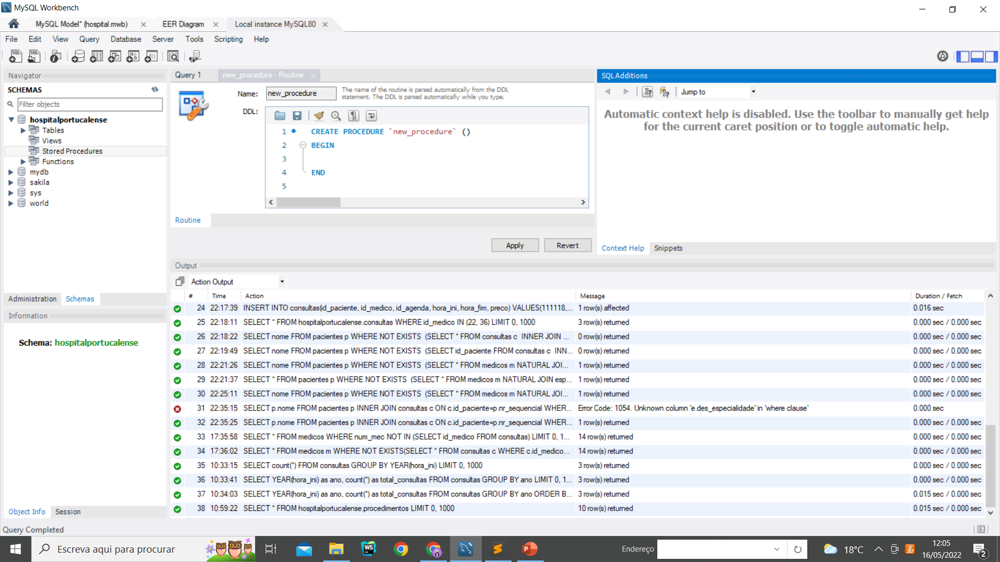 MySQL Workbench
MySQL Model* (hospital.mwb)
EER Diagram
Local instance MySQL80
File Edit View Query Database Server Tools Scripting Help
Navigator
SCHEMAS
Filter objects
hospitalportucalense
Tables
Views
Stored Procedures
Functions
mydb
sakila
sys
world
Administration Schemas
Information
Schema: hospitalportucalense
Object Info Session
Query 1
new_procedure - Routine
Name:
new_procedure
The name of the routine is parsed automatically from the DDL
statement. The DDL is parsed automatically while you type.
DDL:
1 CREATE PROCEDURE `new_procedure` ()
2 BEGIN
3
4 END
5
Routine
Apply
Revert
SQLAdditions
Jump to
Automatic context help is disabled. Use the toolbar to manually get help
for the current caret position or to toggle automatic help.
Context Help Snippets
Output
Action Output
# Time Action Message Duration / Fetch
24 22:17:39 INSERT INTO consultas(id_paciente, id_medico, id_agenda, hora_ini, hora_fim, preco) VALUES(111118,... 1 row(s) affected 0.016 sec
25 22:18:11 SELECT * FROM hospitalportucalense.consultas WHERE id_medico IN (22, 36) LIMIT 0, 1000 3 row(s) returned 0.000 sec / 0.000 sec
26 22:18:22 SELECT nome FROM pacientes p WHERE NOT EXISTS (SELECT * FROM consultas c INNER JOIN ... 0 row(s) returned 0.000 sec / 0.000 sec
27 22:19:49 SELECT nome FROM pacientes p WHERE NOT EXISTS (SELECT id_paciente FROM consultas c INN... 0 row(s) returned 0.000 sec / 0.000 sec
28 22:21:26 SELECT nome FROM pacientes p WHERE NOT EXISTS (SELECT * FROM medicos m NATURAL JOI... 1 row(s) returned 0.000 sec / 0.000 sec
29 22:21:37 SELECT * FROM pacientes p WHERE NOT EXISTS (SELECT * FROM medicos m NATURAL JOIN esp... 1 row(s) returned 0.000 sec / 0.000 sec
30 22:25:11 SELECT nome FROM pacientes p WHERE NOT EXISTS (SELECT * FROM medicos m NATURAL JOI... 1 row(s) returned 0.000 sec / 0.000 sec
31 22:35:15 SELECT p.nome FROM pacientes p INNER JOIN consultas c ON c.id_paciente=p.nr_sequencial WHER... Error Code: 1054. Unknown column 'e.des_especialidade' in 'where clause' 0.000 sec
32 22:35:25 SELECT p.nome FROM pacientes p INNER JOIN consultas c ON c.id_paciente=p.nr_sequencial WHER... 1 row(s) returned 0.000 sec / 0.000 sec
33 17:35:58 SELECT * FROM medicos WHERE num_mec NOT IN (SELECT id_medico FROM consultas) LIMIT 0, 1... 14 row(s) returned 0.000 sec / 0.000 sec
34 17:36:02 SELECT * FROM medicos m WHERE NOT EXISTS(SELECT * FROM consultas c WHERE c.id_medico... 14 row(s) returned 0.000 sec / 0.000 sec
35 10:33:15 SELECT count(*) FROM consultas GROUP BY YEAR(hora_ini) LIMIT 0, 1000 3 row(s) returned 0.000 sec / 0.000 sec
36 10:33:41 SELECT YEAR(hora_ini) as ano, count(*) as total_consultas FROM consultas GROUP BY ano LIMIT 0, 1... 3 row(s) returned 0.000 sec / 0.000 sec
37 10:34:03 SELECT YEAR(hora_ini) as ano, count(*) as total_consultas FROM consultas GROUP BY ano ORDER B... 3 row(s) returned 0.015 sec / 0.000 sec
38 10:59:22 SELECT * FROM hospitalportucalense.procedimentos LIMIT 0, 1000 10 row(s) returned 0.015 sec / 0.000 sec
Query Completed
Escreva aqui para procurar
WS
P
Endereço
18°C
12:05
16/05/2022
2